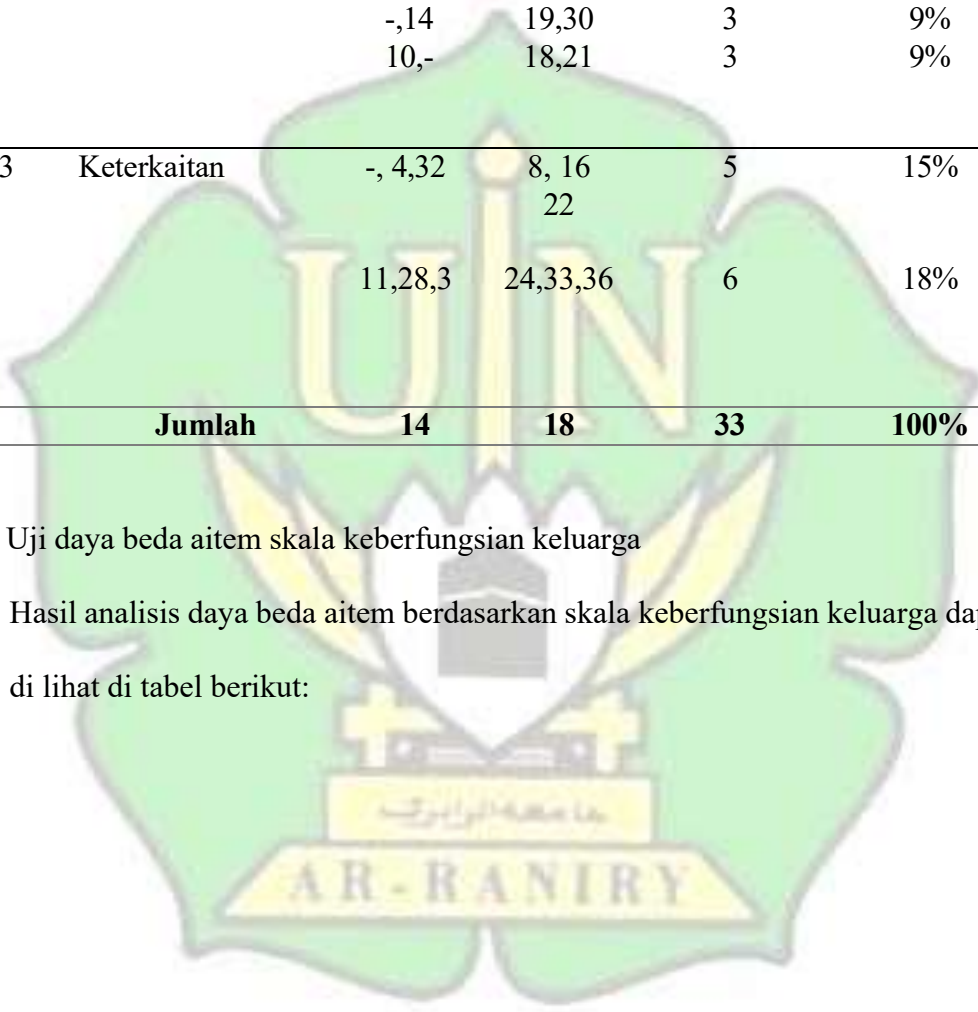 -,14 19,30 3 9%
10,- 18,21 3 9%
3 Keterkaitan -, 4,32 8, 16 5 15%
22
11,28,3 24,33,36 6 18%
Jumlah 14 18 33 100%
Uji daya beda aitem skala keberfungsian keluarga
Hasil analisis daya beda aitem berdasarkan skala keberfungsian keluarga da
di lihat di tabel berikut:
UIN
AR-RANIRY